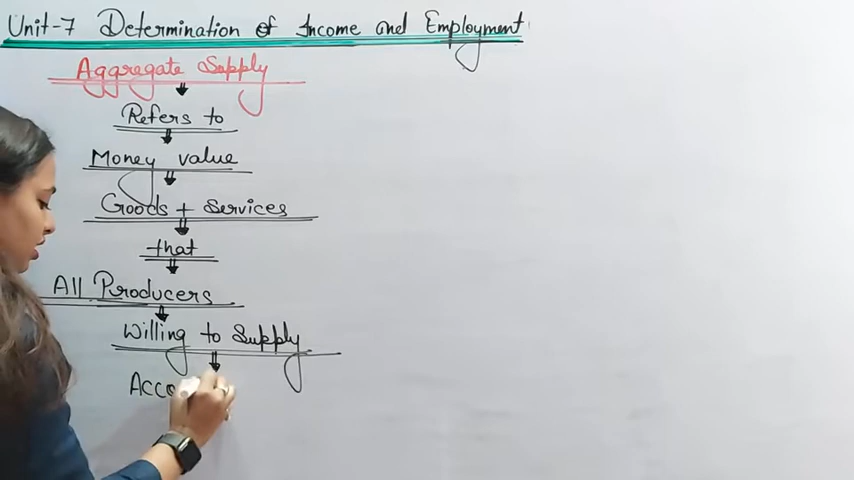 Unit-7 Determination of Income and Employment
Aggregate Supply
Refers to
Money value
Goods + Services
that
All Producers
Willing to Supply
Acco